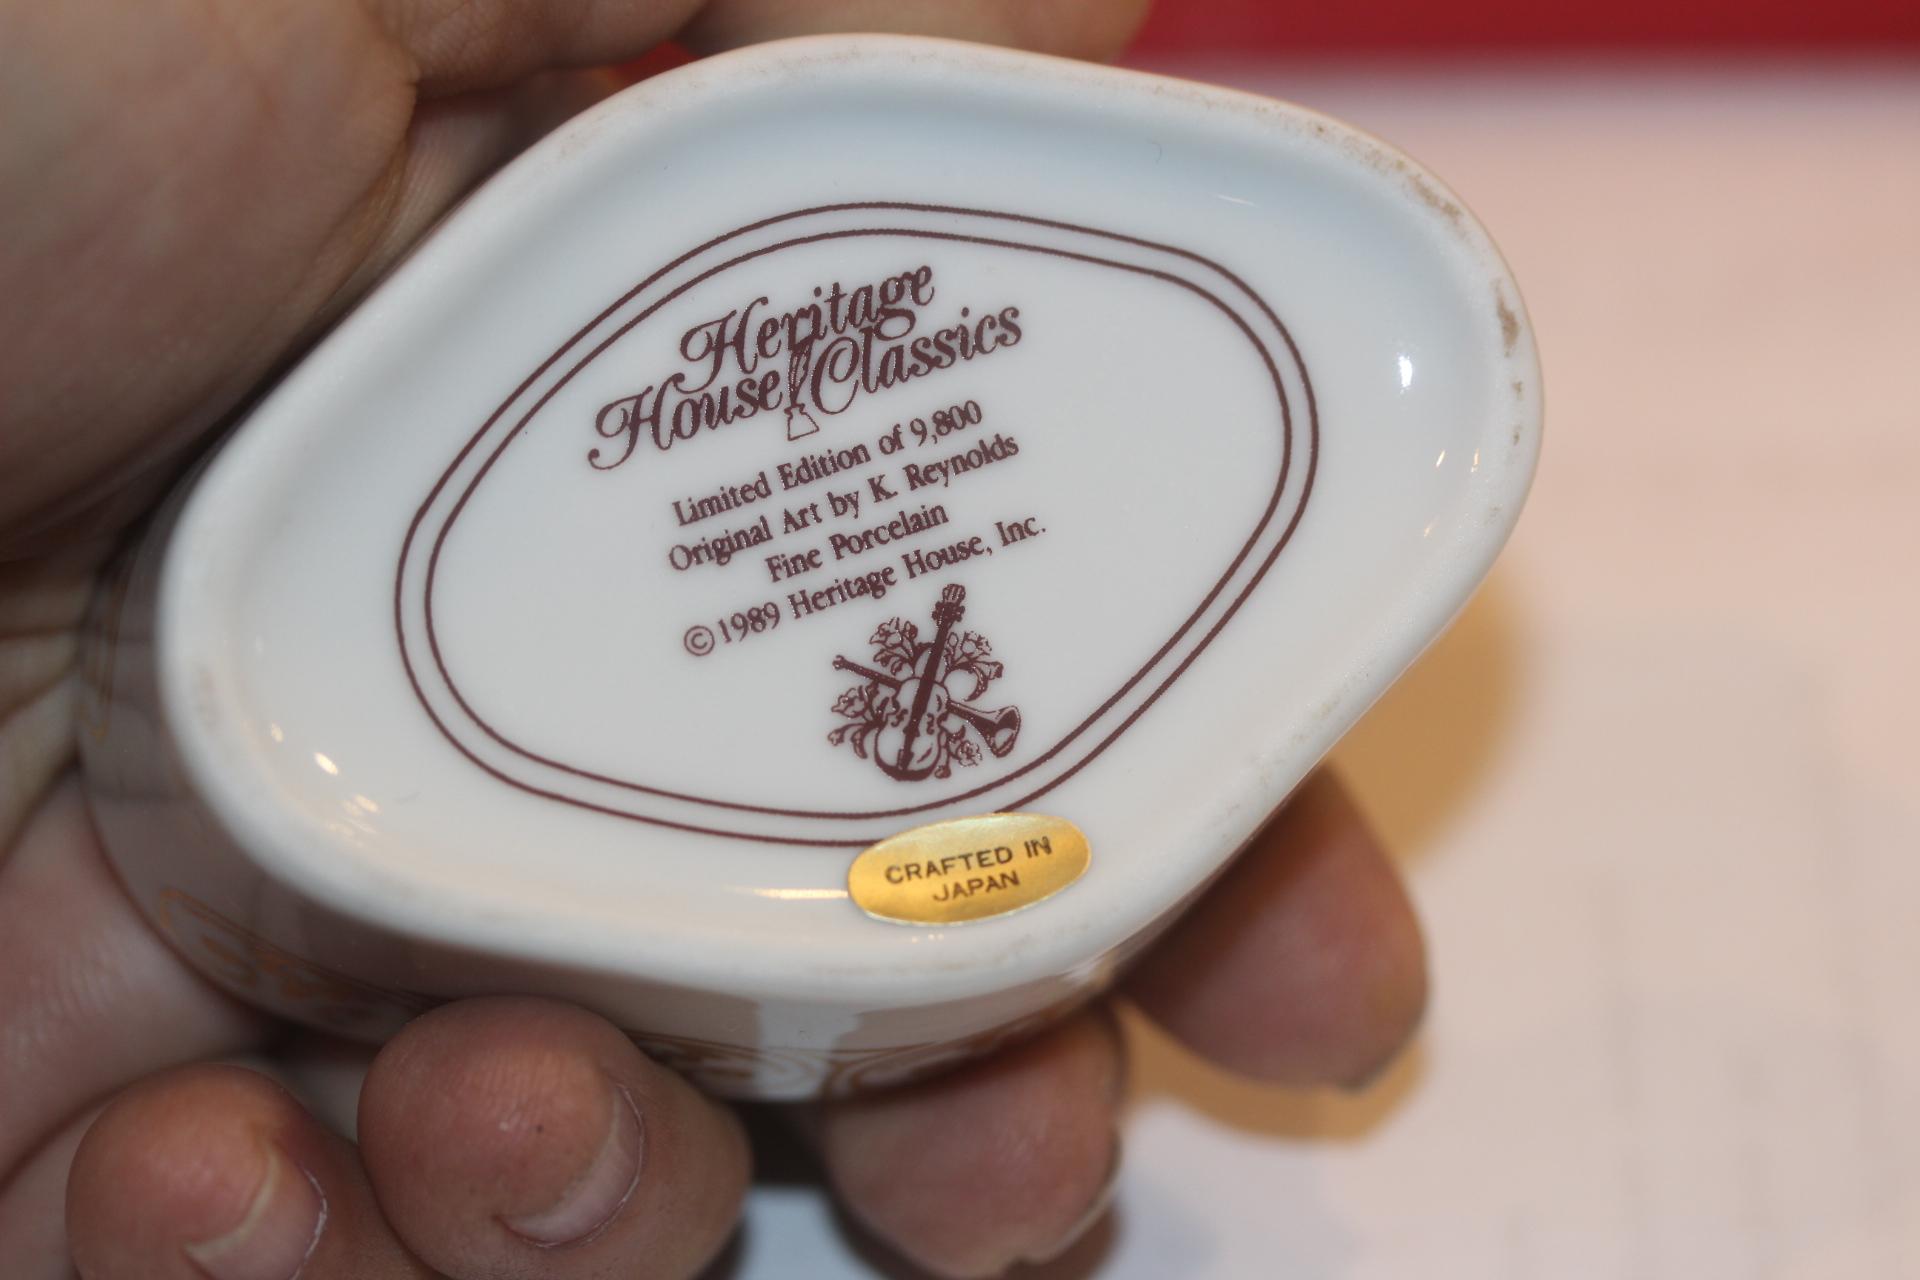 Heritage
House Classics
Limited Edition of 9,800
Original Art by K. Reynolds
Fine Porcelain
©1989 Heritage House, Inc.
CRAFTED IN
JAPAN